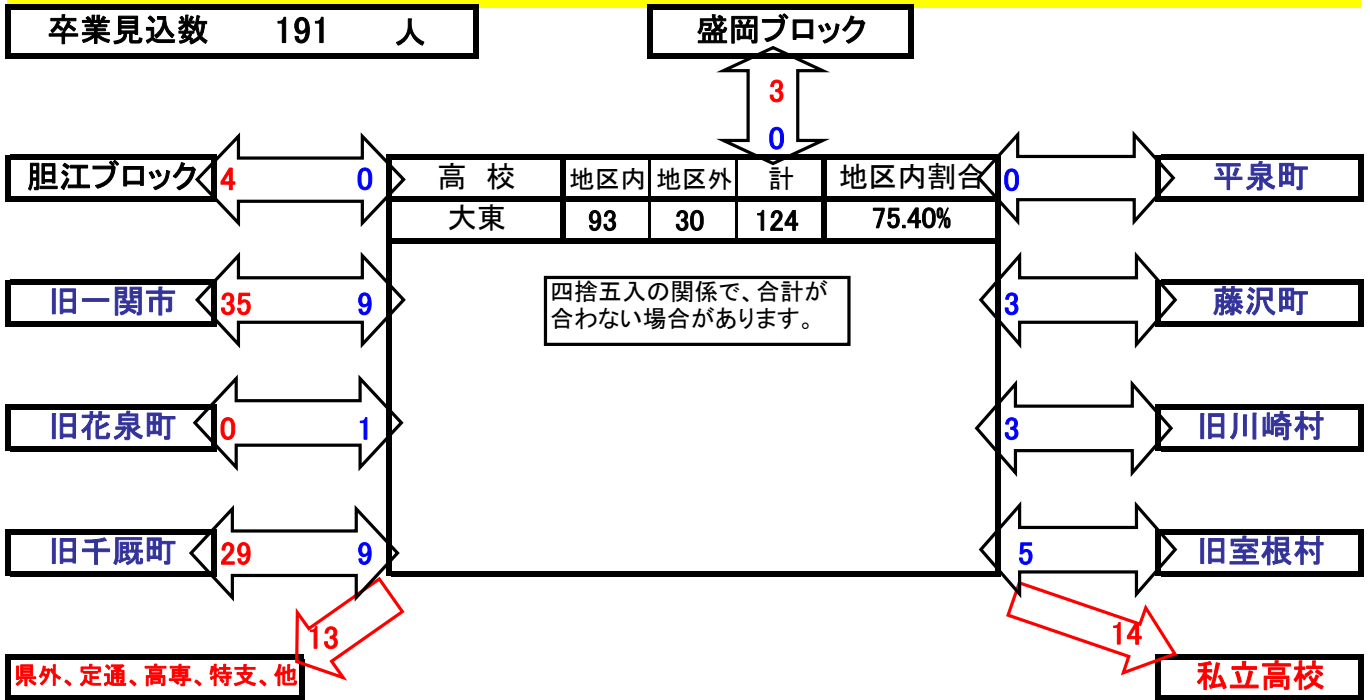 卒業見込数 191 人
盛岡ブロック
3
0
胆江ブロック 4 0
高 校 地区内 地区外 計 地区内割合
0 平泉町
大東 93 30 124 75.40%
旧一関市 35 9
四捨五入の関係で、合計が
合わない場合があります。
3 藤沢町
旧花泉町 0 1
3 旧川崎村
旧千厩町 29 9
5 旧室根村
13
14
県外、定通、高専、特支、他
私立高校